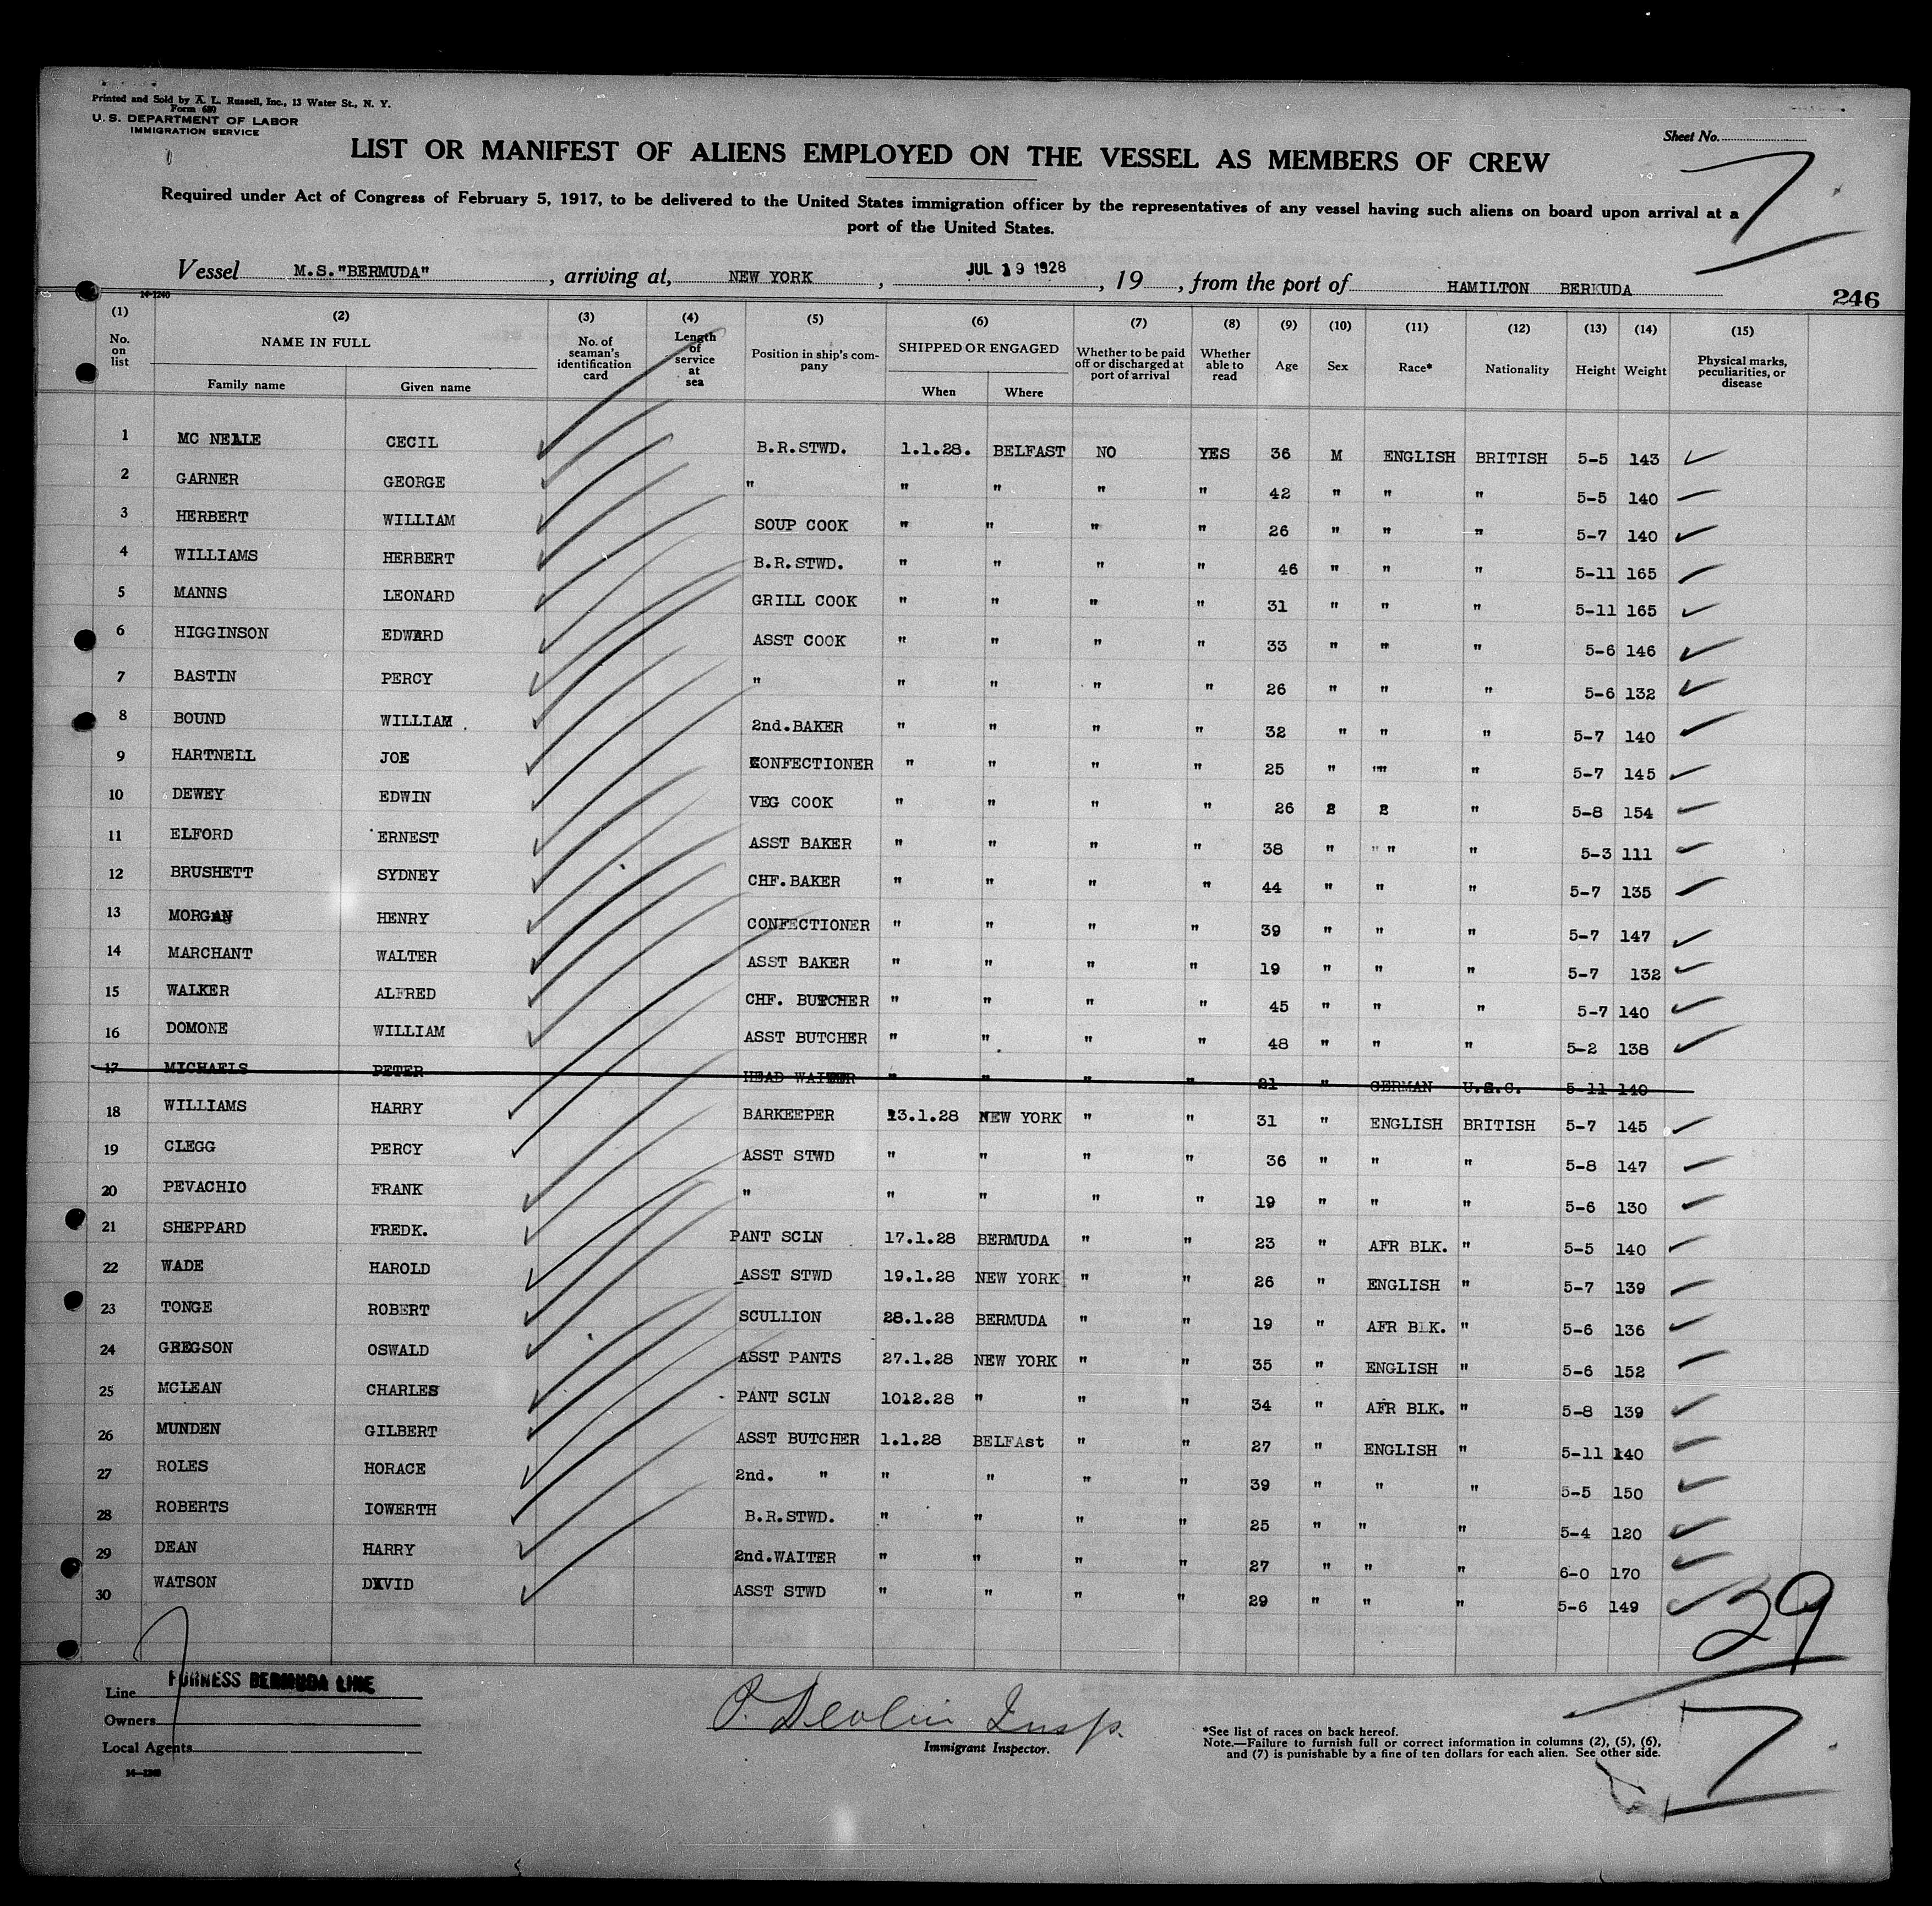 Printed and Sold by A. L. Russell, Inc., 13 Water St., N. Y.
Form 680
U. S. DEPARTMENT OF LABOR
IMMIGRATION SERVICE
Sheet No.
LIST OR MANIFEST OF ALIENS EMPLOYED ON THE VESSEL AS MEMBERS OF CREW
Required under Act of Congress of February 5, 1917, to be delivered to the United States immigration officer by the representatives of any vessel having such aliens on board upon arrival at a
port of the United States.
Vessel M.S."BERMUDA", arriving at, NEW YORK, JUL 19 1928, 19, from the port of HAMILTON BERMUDA
14-1240
246
(1) (2) (3) (4) (5) (6) (7) (8) (9) (10) (11) (12) (13) (14) (15)
No. on list NAME IN FULL Family name Given name No. of seaman's identification card Length of service at sea Position in ship's company SHIPPED OR ENGAGED When Where Whether to be paid off or discharged at port of arrival Whether able to read Age Sex Race* Nationality Height Weight Physical marks, peculiarities, or disease
1 MC NEALE CECIL B.R.STWD. 1.1.28. BELFAST NO YES 36 M ENGLISH BRITISH 5-5 143
2 GARNER GEORGE " " " " " 42 " " " 5-5 140
3 HERBERT WILLIAM SOUP COOK " " " " 26 " " " 5-7 140
4 WILLIAMS HERBERT B.R.STWD. " " " " 46 " " " 5-11 165
5 MANNS LEONARD GRILL COOK " " " " 31 " " " 5-11 165
6 HIGGINSON EDWARD ASST COOK " " " " 33 " " " 5-6 146
7 BASTIN PERCY " " " " " 26 " " " 5-6 132
8 BOUND WILLIAM. 2nd.BAKER " " " " 32 " " " 5-7 140
9 HARTNELL JOE CONFECTIONER " " " " 25 " " " 5-7 145
10 DEWEY EDWIN VEG COOK " " " " 26 2 2 " 5-8 154
11 ELFORD ERNEST ASST BAKER " " " " 38 " " " 5-3 111
12 BRUSHETT SYDNEY CHF.BAKER " " " " 44 " " " 5-7 135
13 MORGAN HENRY CONFECTIONER " " " " 39 " " " 5-7 147
14 MARCHANT WALTER ASST BAKER " " " " 19 " " " 5-7 132
15 WALKER ALFRED CHF. BUTCHER " " " " 45 " " " 5-7 140
16 DOMONE WILLIAM ASST BUTCHER " " " " 48 " " " 5-2 138
17 MICHAELS PETER HEAD WAITER " " " " 21 " GERMAN U.S.C. 5-11 140
18 WILLIAMS HARRY BARKEEPER 13.1.28 NEW YORK " " 31 " ENGLISH BRITISH 5-7 145
19 CLEGG PERCY ASST STWD " " " " 36 " " " 5-8 147
20 PEVACHIO FRANK " " " " " 19 " " " 5-6 130
21 SHEPPARD FREDK. PANT SCLN 17.1.28 BERMUDA " " 23 " AFR BLK. " 5-5 140
22 WADE HAROLD ASST STWD 19.1.28 NEW YORK " " 26 " ENGLISH " 5-7 139
23 TONGE ROBERT SCULLION 28.1.28 BERMUDA " " 19 " AFR BLK. " 5-6 136
24 GREGSON OSWALD ASST PANTS 27.1.28 NEW YORK " " 35 " ENGLISH " 5-6 152
25 MCLEAN CHARLES PANT SCLN 1012.28 " " " 34 " AFR BLK. " 5-8 139
26 MUNDEN GILBERT ASST BUTCHER 1.1.28 BELFAst " " 27 " ENGLISH " 5-11 140
27 ROLES HORACE 2nd. " " " " " 39 " " " 5-5 150
28 ROBERTS IOWERTH B.R.STWD. " " " " 25 " " " 5-4 120
29 DEAN HARRY 2nd.WAITER " " " " 27 " " " 6-0 170
30 WATSON DAVID ASST STWD " " " " 29 " " " 5-6 149
29
Line FURNESS BERMUDA LINE
Owners
Local Agents
14-1240
P. Devlin Insp.
Immigrant Inspector.
*See list of races on back hereof.
Note.—Failure to furnish full or correct information in columns (2), (5), (6),
and (7) is punishable by a fine of ten dollars for each alien. See other side.